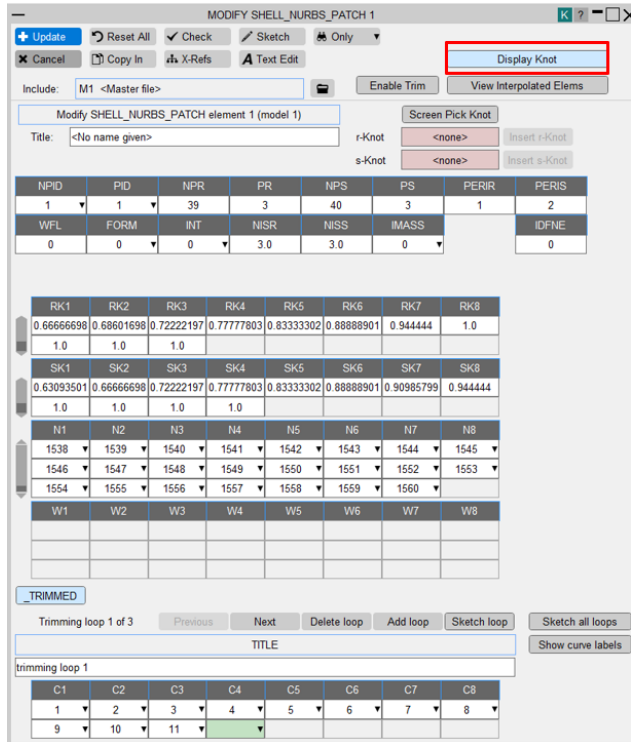 MODIFY SHELL_NURBS_PATCH 1 K ?
Update Reset All Check Sketch Only
Cancel Copy In X-Refs A Text Edit Display Knot
Include: M1 <Master file> Enable Trim View Interpolated Elems
Modify SHELL_NURBS_PATCH element 1 (model 1) Screen Pick Knot
Title: <No name given> r-Knot <none> Insert r-Knot
s-Knot <none> Insert s-Knot
NPID PID NPR PR NPS PS PERIR PERIS
1 1 39 3 40 3 1 2
WFL FORM INT NISR NISS IMASS IDFNE
0 0 0 3.0 3.0 0 0
RK1 RK2 RK3 RK4 RK5 RK6 RK7 RK8
0.66666698 0.68601698 0.72222197 0.77777803 0.83333302 0.88888901 0.944444 1.0
1.0 1.0 1.0
SK1 SK2 SK3 SK4 SK5 SK6 SK7 SK8
0.63093501 0.66666698 0.72222197 0.77777803 0.83333302 0.88888901 0.90985799 0.944444
1.0 1.0 1.0 1.0
N1 N2 N3 N4 N5 N6 N7 N8
1538 1539 1540 1541 1542 1543 1544 1545
1546 1547 1548 1549 1550 1551 1552 1553
1554 1555 1556 1557 1558 1559 1560
W1 W2 W3 W4 W5 W6 W7 W8
_TRIMMED
Trimming loop 1 of 3 Previous Next Delete loop Add loop Sketch loop Sketch all loops
TITLE Show curve labels
trimming loop 1
C1 C2 C3 C4 C5 C6 C7 C8
1 2 3 4 5 6 7 8
9 10 11